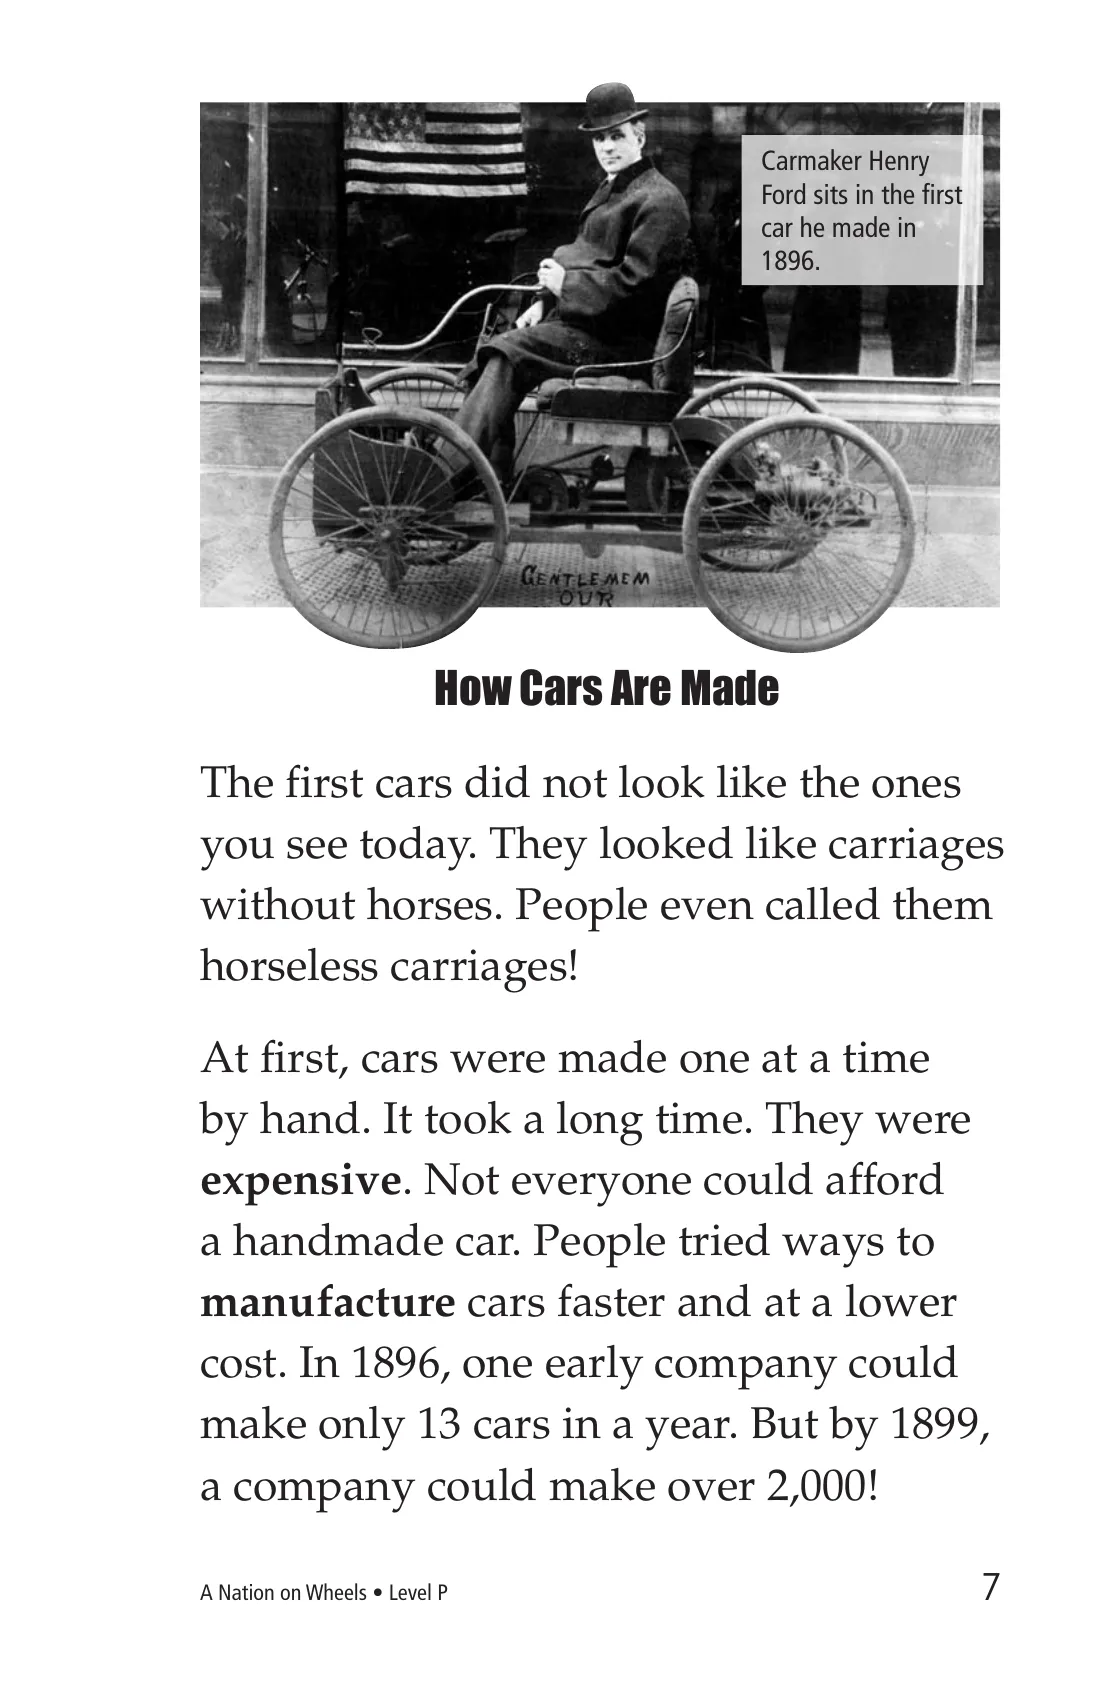 Carmaker Henry
Ford sits in the first
car he made in
1896.
GENTLEMEM
OUR
How Cars Are Made
The first cars did not look like the ones
you see today. They looked like carriages
without horses. People even called them
horseless carriages!
At first, cars were made one at a time
by hand. It took a long time. They were
expensive. Not everyone could afford
a handmade car. People tried ways to
manufacture cars faster and at a lower
cost. In 1896, one early company could
make only 13 cars in a year. But by 1899,
a company could make over 2,000!
A Nation on Wheels • Level P
7